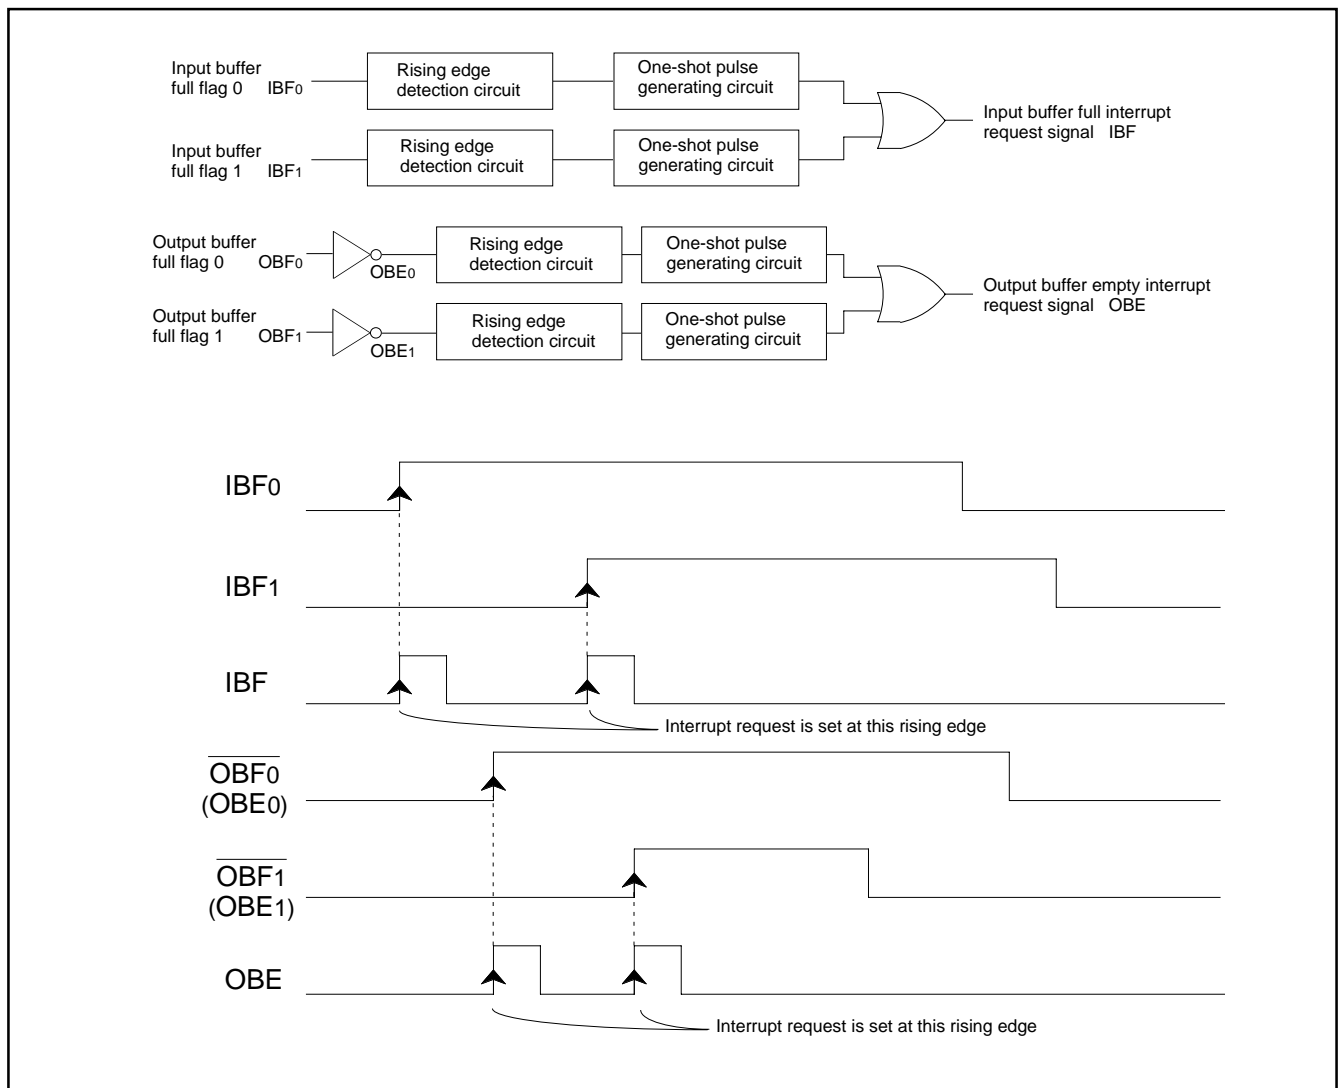 Input buffer
full flag 0 IBF0
Rising edge
detection circuit
One-shot pulse
generating circuit
Input buffer full interrupt
request signal IBF
Input buffer
full flag 1 IBF1
Rising edge
detection circuit
One-shot pulse
generating circuit
Output buffer
full flag 0 OBF0
OBE0
Rising edge
detection circuit
One-shot pulse
generating circuit
Output buffer empty interrupt
request signal OBE
Output buffer
full flag 1 OBF1
OBE1
Rising edge
detection circuit
One-shot pulse
generating circuit
IBF0
IBF1
IBF
Interrupt request is set at this rising edge
OBF0
(OBE0)
OBF1
(OBE1)
OBE
Interrupt request is set at this rising edge